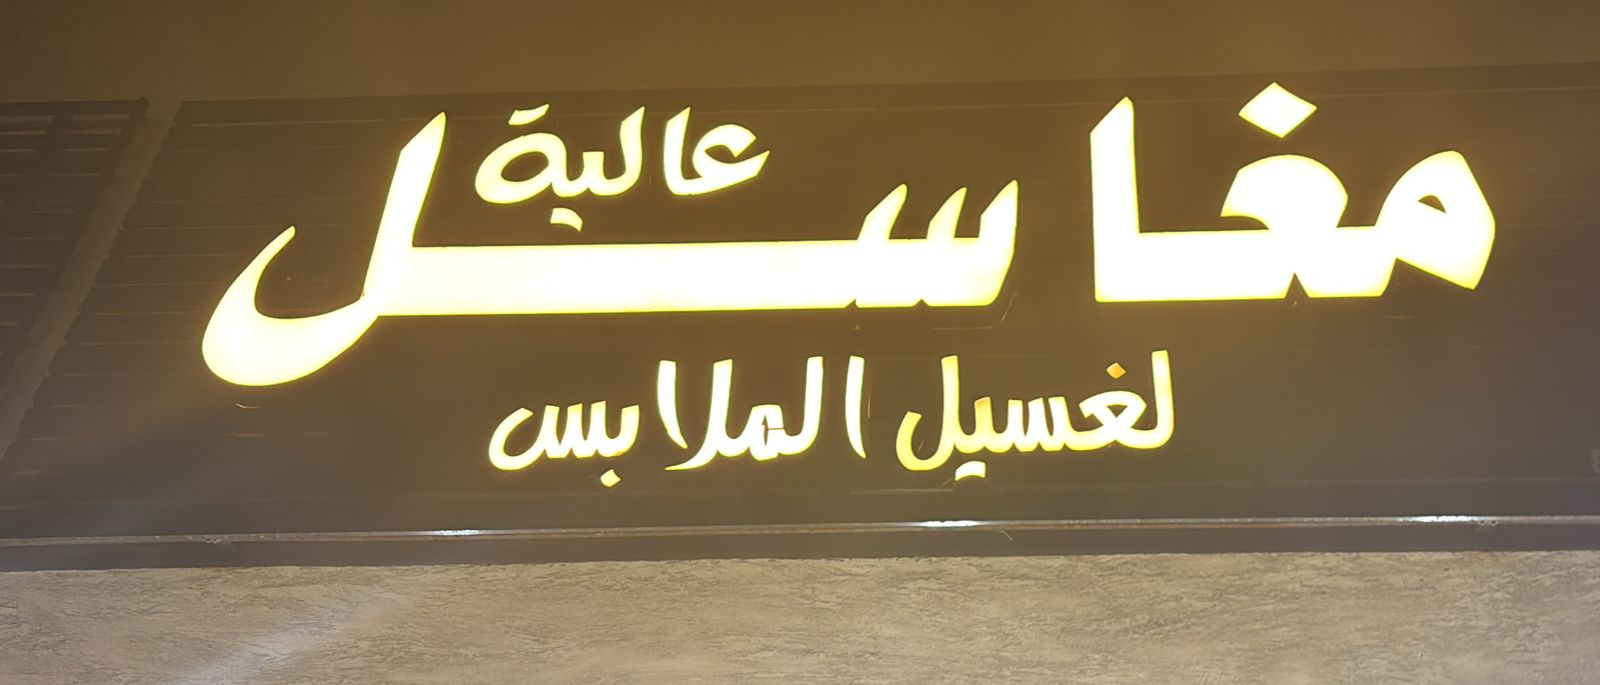 مغاسل عالية
لغسيل الملابس